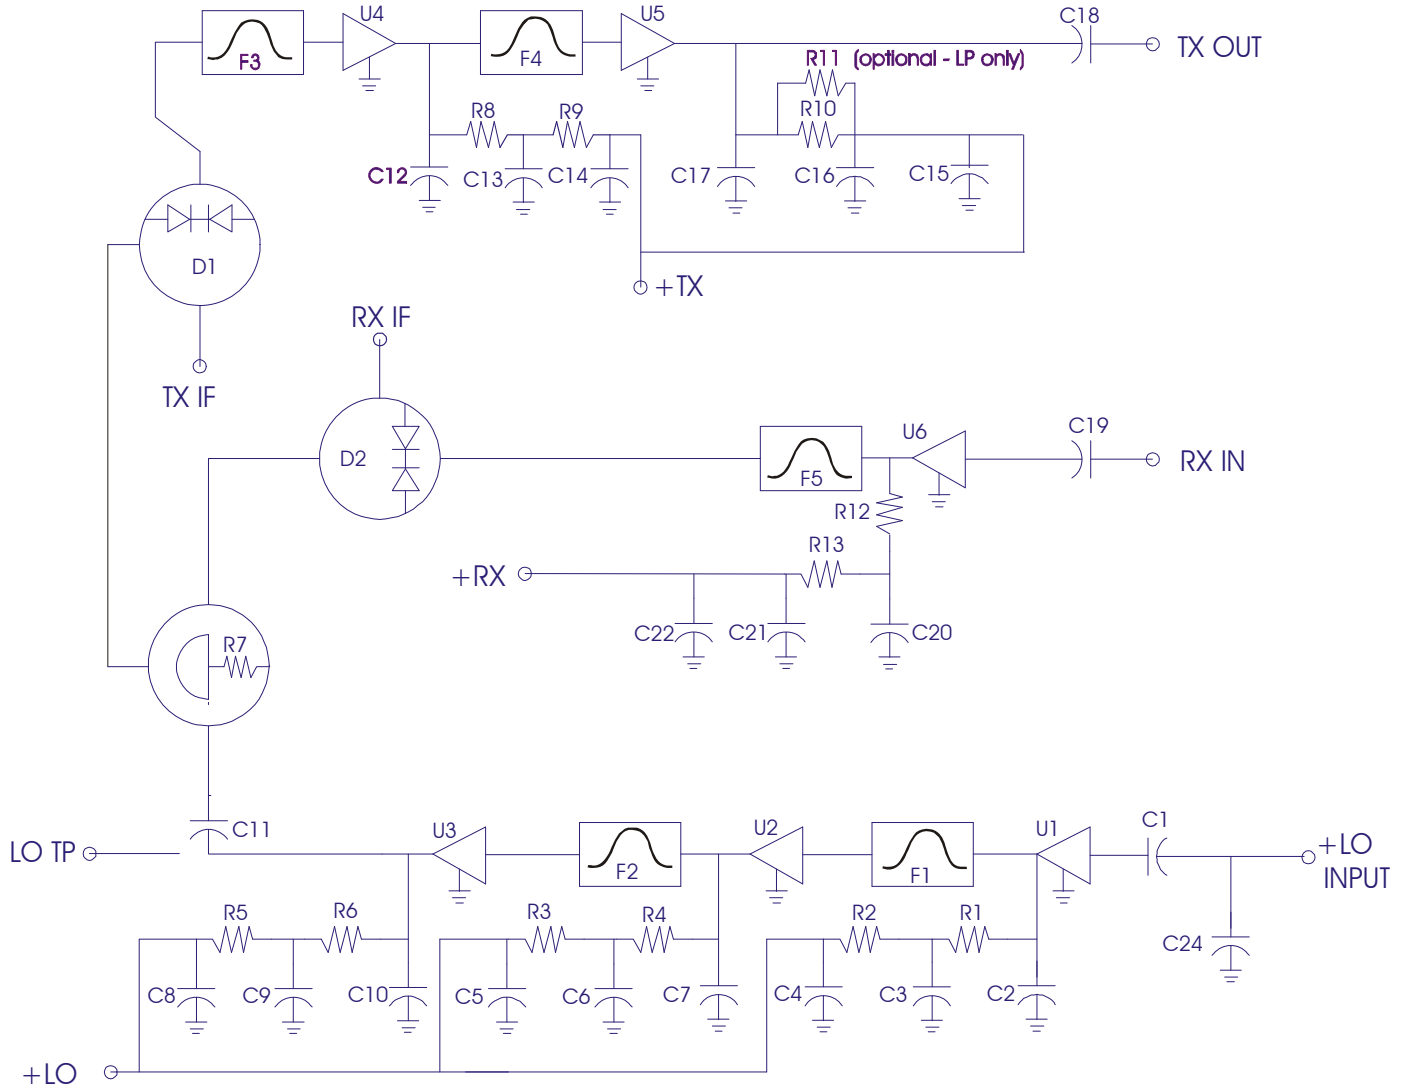 C18
U4
U5
TX OUT
F3
F4
R11 (optional - LP only)
R8
R9
R10
C12
C13
C14
C17
C16
C15
D1
+TX
RX IF
TX IF
U6
C19
D2
RX IN
F5
R12
R13
+RX
C22
C21
C20
R7
C11
U3
U2
U1
C1
LO TP
+LO
INPUT
F2
F1
R5
R6
R3
R4
R2
R1
C24
C8
C9
C10
C5
C6
C7
C4
C3
C2
+LO